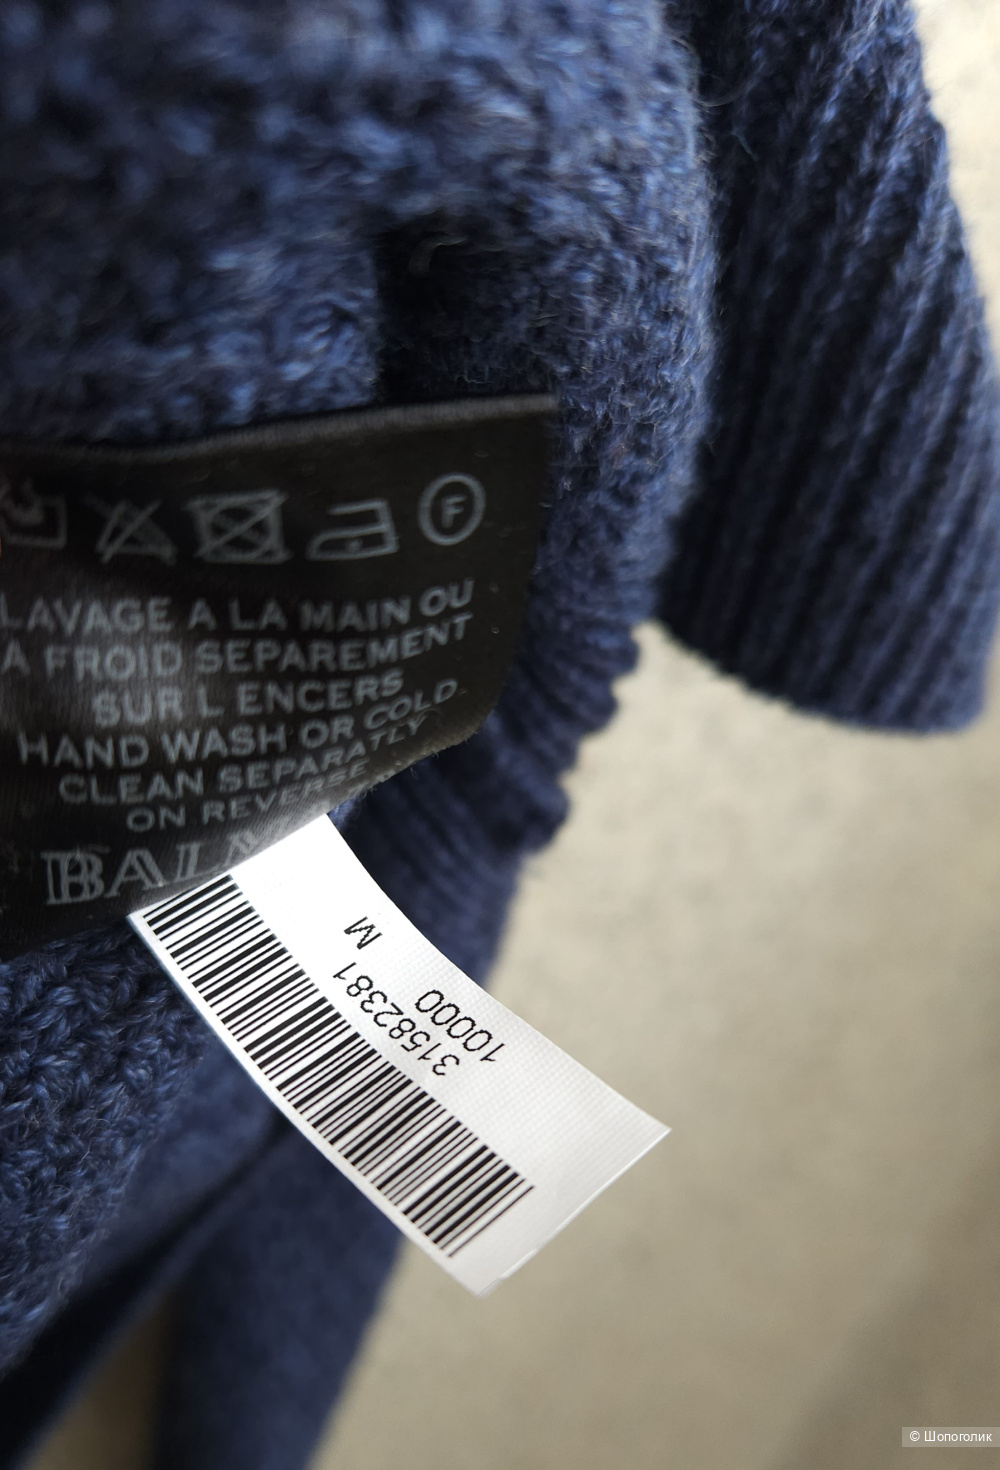 F
LAVAGE A LA MAIN OU
A FROID SEPAREMENT
SUR L ENCERS
HAND WASH OR COLD
CLEAN SEPARATLY
ON REVERSE
BALM
M
31582381
10000
© Шопоголик